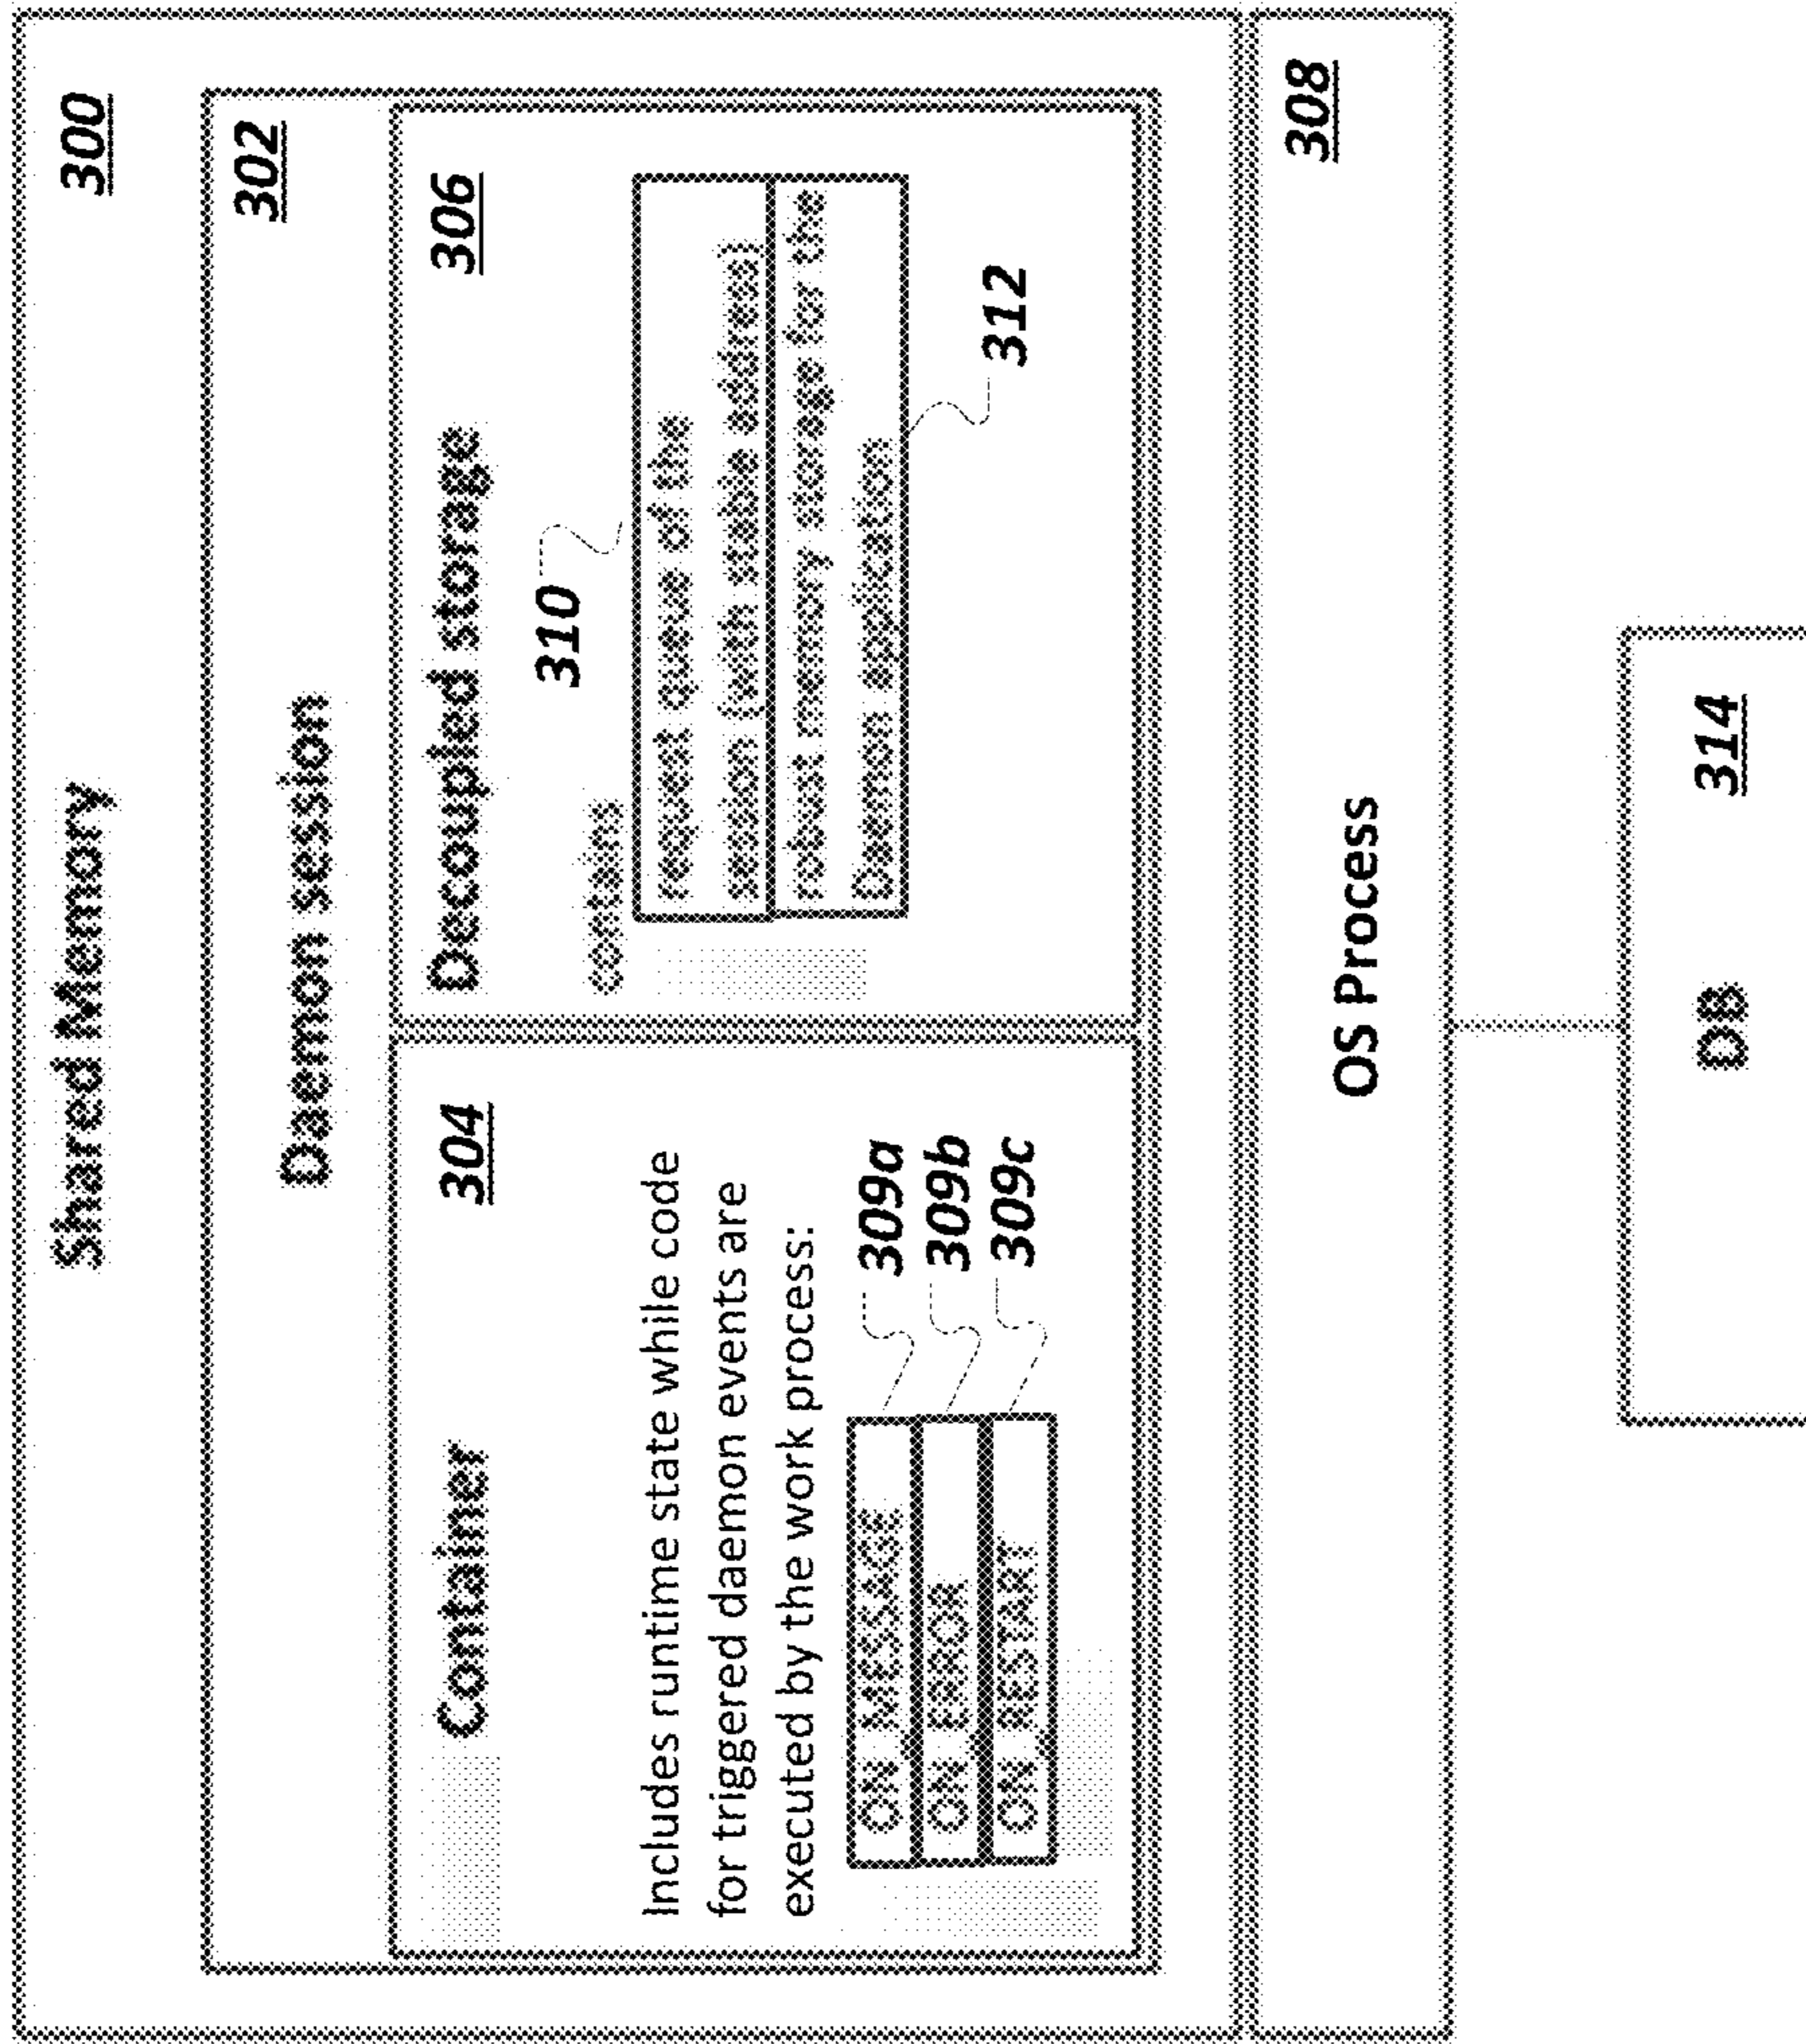 Shared Memory
300
Daemon session
302
Container
304
Includes runtime state while code
for triggered daemon events are
executed by the work process:
ON_MESSAGE
309a
ON_ERROR
309b
ON_RESTART
309c
Decoupled storage
306
contains
310
request queue of the
session (with stable address)
robust memory storage for the
Daemon application
312
OS Process
308
DB
314